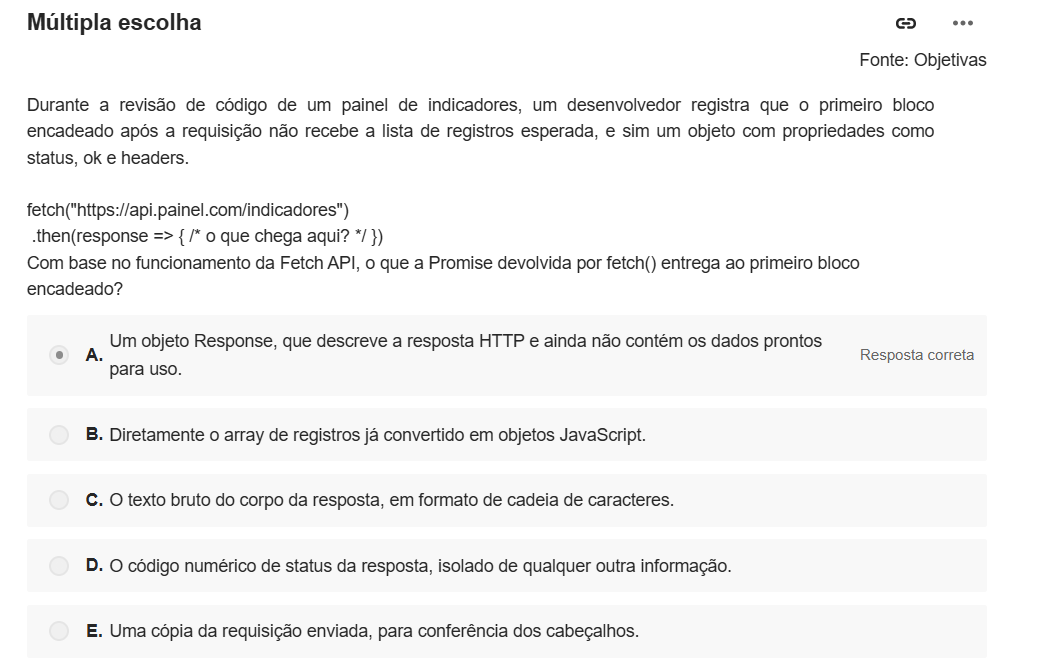 Múltipla escolha
Fonte: Objetivas
Durante a revisão de código de um painel de indicadores, um desenvolvedor registra que o primeiro bloco
encadeado após a requisição não recebe a lista de registros esperada, e sim um objeto com propriedades como
status, ok e headers.
fetch("https://api.painel.com/indicadores")
.then(response => { /* o que chega aqui? */ })
Com base no funcionamento da Fetch API, o que a Promise devolvida por fetch() entrega ao primeiro bloco
encadeado?
A. Um objeto Response, que descreve a resposta HTTP e ainda não contém os dados prontos
para uso.
Resposta correta
B. Diretamente o array de registros já convertido em objetos JavaScript.
C. O texto bruto do corpo da resposta, em formato de cadeia de caracteres.
D. O código numérico de status da resposta, isolado de qualquer outra informação.
E. Uma cópia da requisição enviada, para conferência dos cabeçalhos.